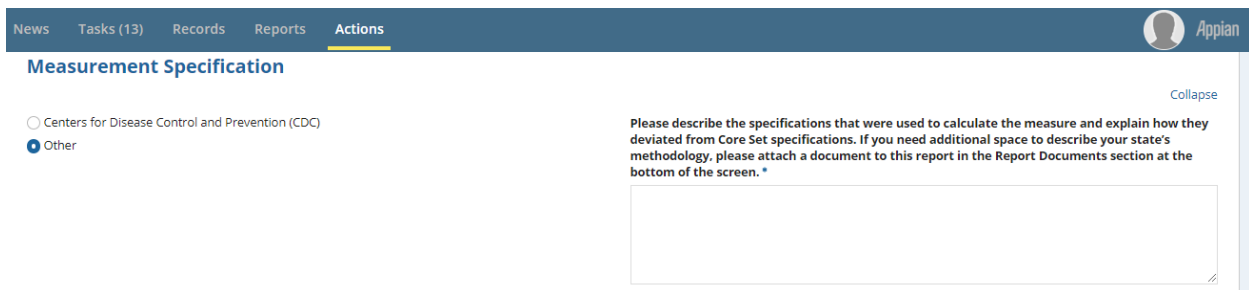 News Tasks (13) Records Reports Actions Appian
Measurement Specification
Collapse
Centers for Disease Control and Prevention (CDC)
Other
Please describe the specifications that were used to calculate the measure and explain how they
deviated from Core Set specifications. If you need additional space to describe your state's
methodology, please attach a document to this report in the Report Documents section at the
bottom of the screen. *